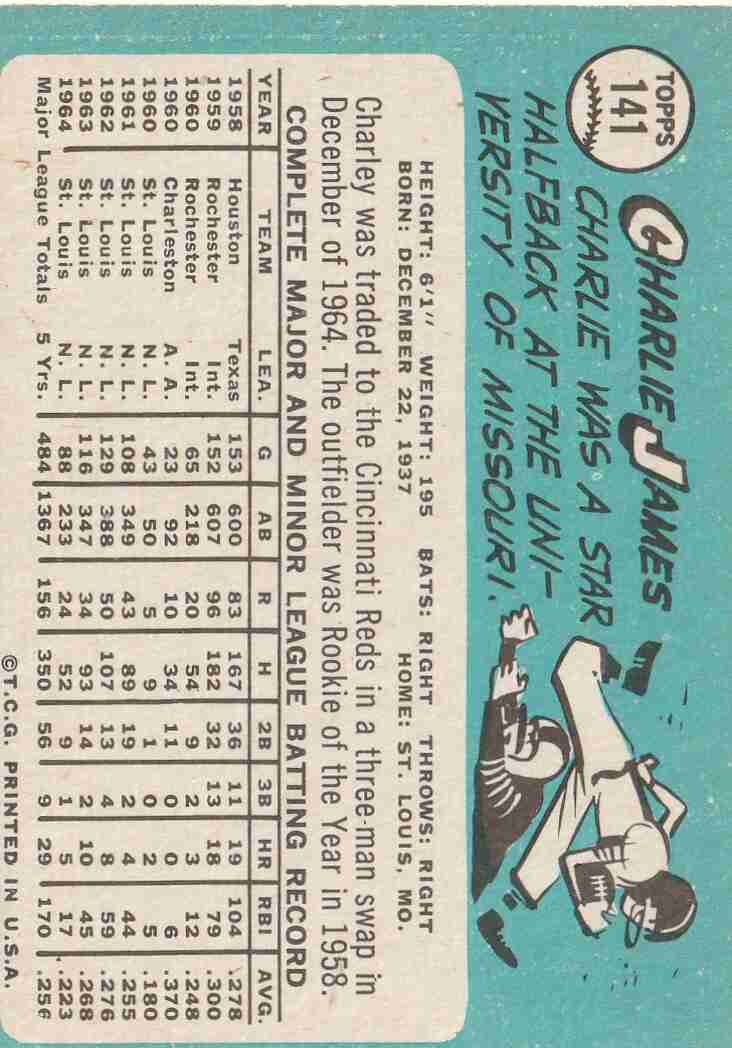 TOPPS
141
CHARLIE JAMES
CHARLIE WAS A STAR
HALFBACK AT THE UNI-
VERSITY OF MISSOURI.
HEIGHT: 6'1" WEIGHT: 195 BATS: RIGHT THROWS: RIGHT
BORN: DECEMBER 22, 1937 HOME: ST. LOUIS, MO.
Charley was traded to the Cincinnati Reds in a three-man swap in
December of 1964. The outfielder was Rookie of the Year in 1958.
COMPLETE MAJOR AND MINOR LEAGUE BATTING RECORD
YEAR TEAM LEA. G AB R H 2B 3B HR RBI AVG.
1958 Houston Texas 153 600 83 167 36 11 19 104 .278
1959 Rochester Int. 152 607 96 182 32 13 18 79 .300
1960 Rochester Int. 65 218 20 54 9 2 3 12 .248
1960 Charleston A. A. 23 92 10 34 11 0 0 6 .370
1960 St. Louis N. L. 43 50 5 9 1 0 2 5 .180
1961 St. Louis N. L. 108 349 43 89 19 2 4 44 .255
1962 St. Louis N. L. 129 388 50 107 13 4 8 59 .276
1963 St. Louis N. L. 116 347 34 93 14 2 10 45 .268
1964 St. Louis N. L. 88 233 24 52 9 1 5 17 .223
Major League Totals 5 Yrs. 484 1367 156 350 56 9 29 170 .256
©T.C.G. PRINTED IN U.S.A.